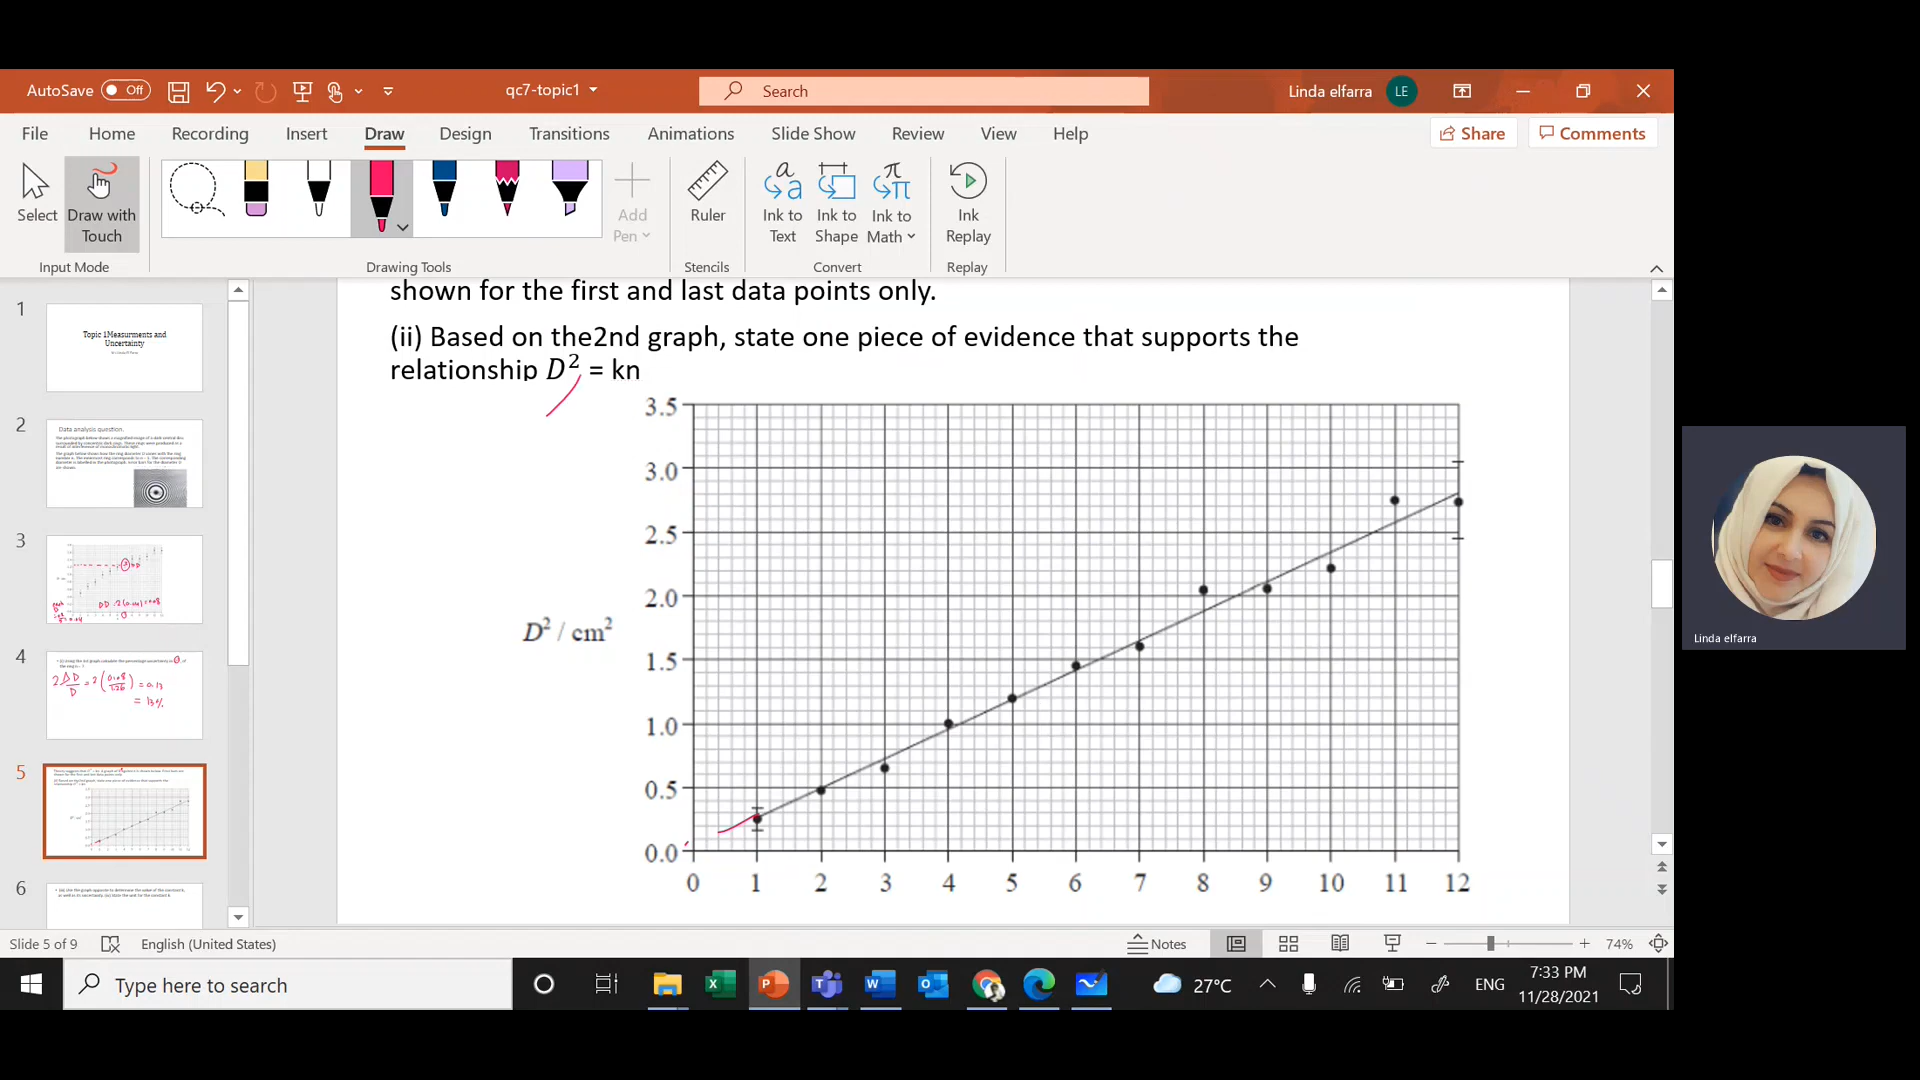 AutoSave Off
qc7-topic1
Search
Linda elfarra LE
File Home Recording Insert Draw Design Transitions Animations Slide Show Review View Help
Share Comments
Select
Draw with Touch
Input Mode
Drawing Tools
Add Pen
Ruler
Stencils
a
a
Ink to Text
Ink to Shape
π
π
Ink to Math
Convert
Ink Replay
Replay
1
Topic 1Measurments and
Uncertainty
2
Data analysis question.
3
4
5
6
shown for the first and last data points only.
(ii) Based on the2nd graph, state one piece of evidence that supports the
relationship D² = kn
3.5
3.0
2.5
2.0
D² / cm²
1.5
1.0
0.5
0.0
0 1 2 3 4 5 6 7 8 9 10 11 12
Linda elfarra
Slide 5 of 9 English (United States) Notes 74%
Type here to search
27°C ENG
7:33 PM
11/28/2021